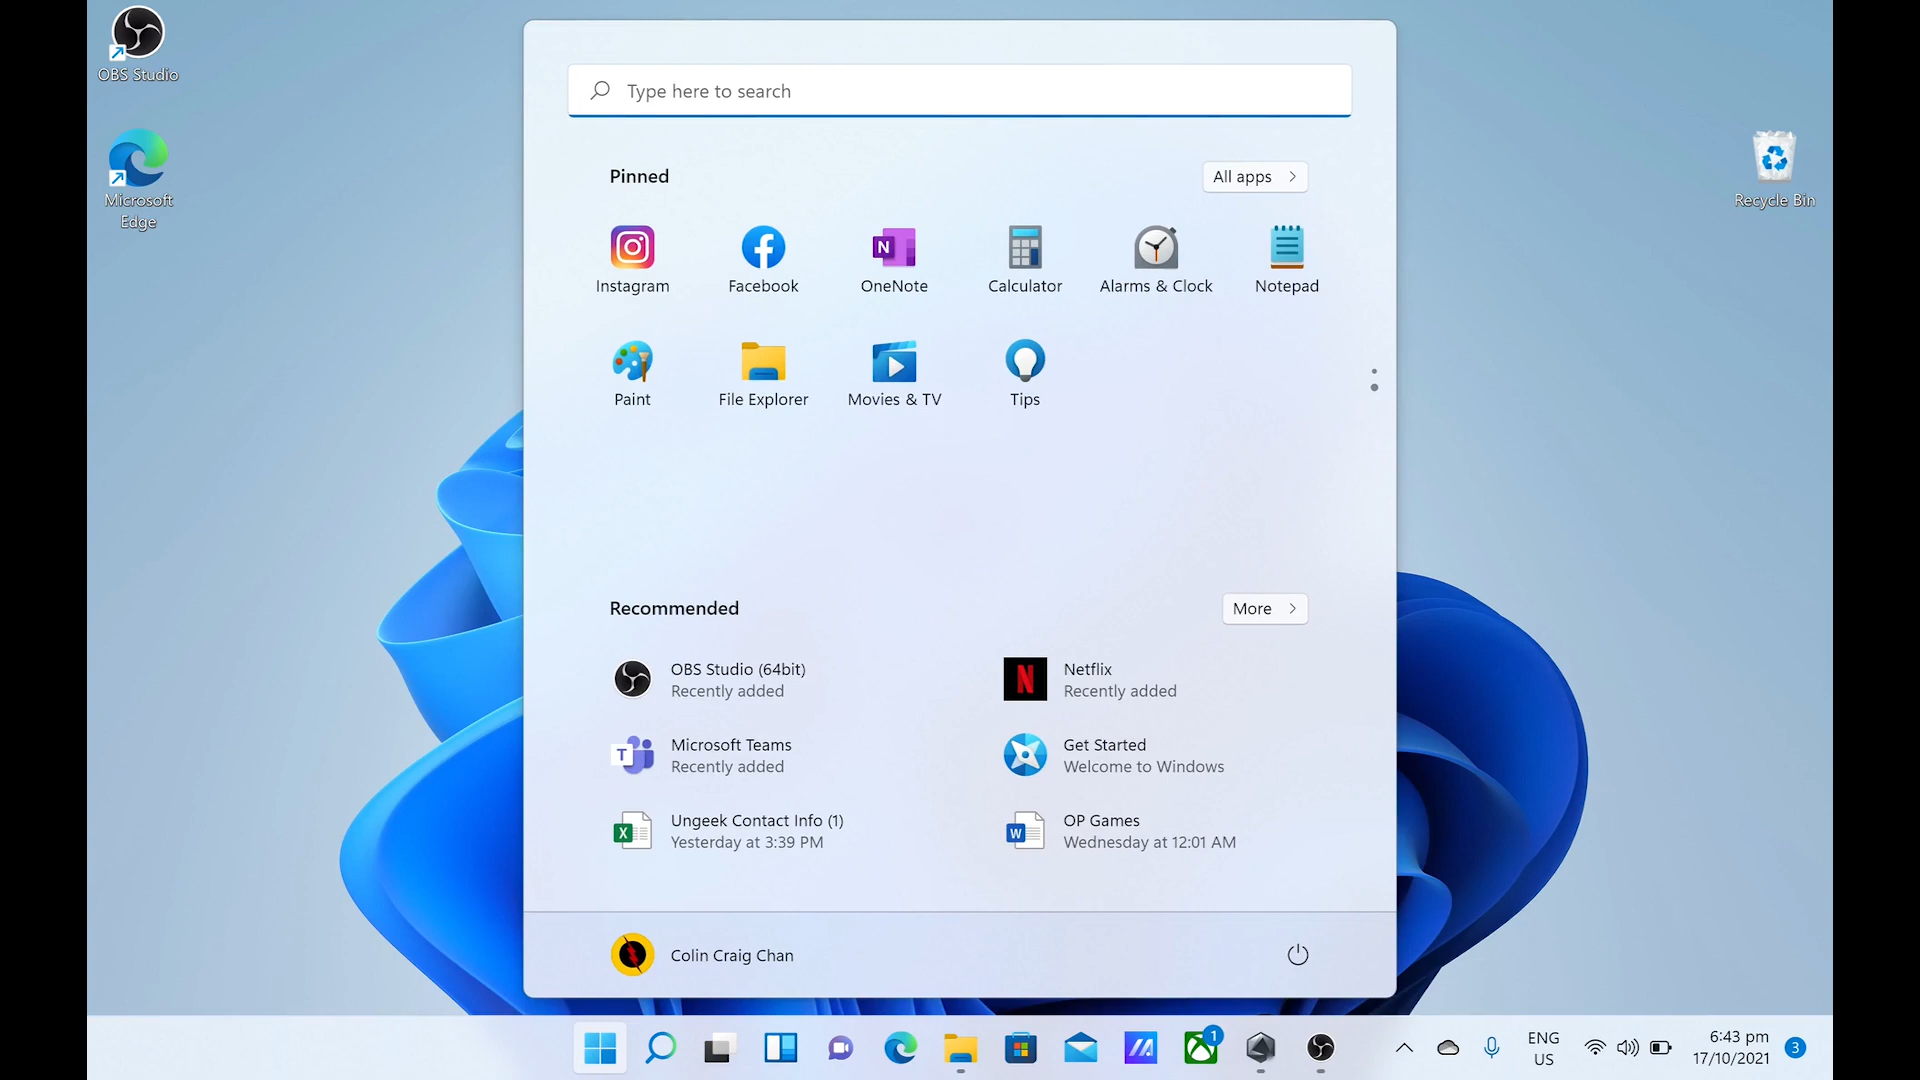 OBS Studio
Microsoft
Edge
Recycle Bin
Type here to search
Pinned
All apps
Instagram
Facebook
N
OneNote
Calculator
Alarms & Clock
Notepad
Paint
File Explorer
Movies & TV
Tips
Recommended
More
OBS Studio (64bit)
Recently added
N
Netflix
Recently added
T
Microsoft Teams
Recently added
Get Started
Welcome to Windows
X
Ungeek Contact Info (1)
Yesterday at 3:39 PM
W
OP Games
Wednesday at 12:01 AM
Colin Craig Chan
1
ENG
US
6:43 pm
17/10/2021
3